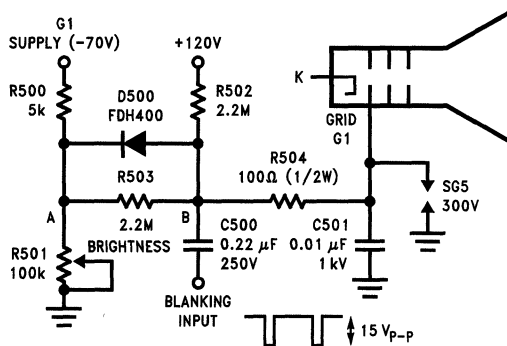 G1
SUPPLY (-70V)
+120V
R500
5k
D500
FDH400
R502
2.2M
K
GRID
G1
R504
100Ω (1/2W)
R503
2.2M
A
B
SG5
300V
R501
100k
BRIGHTNESS
C500
0.22 µF
250V
C501
0.01 µF
1 kV
BLANKING
INPUT
15 VP-P